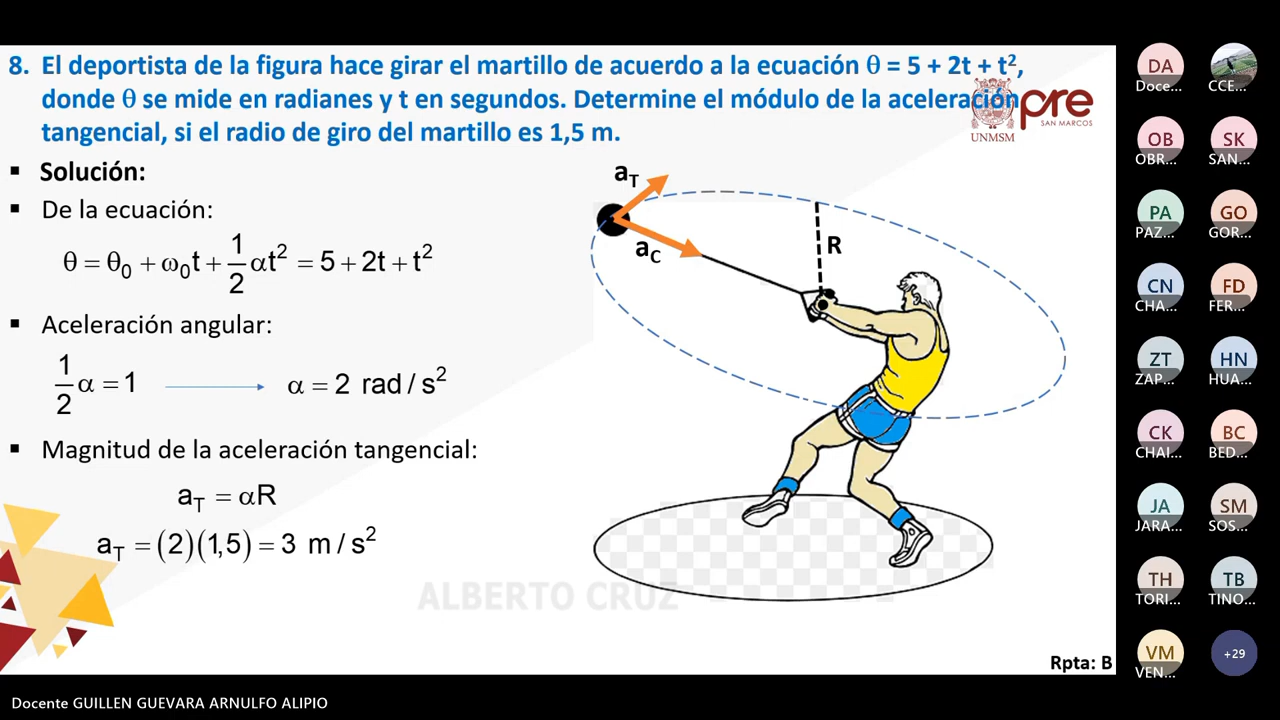 8. El deportista de la figura hace girar el martillo de acuerdo a la ecuación θ = 5 + 2t + t²,
donde θ se mide en radianes y t en segundos. Determine el módulo de la aceleración
tangencial, si el radio de giro del martillo es 1,5 m.
UNMSM
pre
SAN MARCOS
▪ Solución:
▪ De la ecuación:
θ = θ₀ + ω₀t + 1/2 αt² = 5 + 2t + t²
▪ Aceleración angular:
1/2 α = 1 → α = 2 rad / s²
▪ Magnitud de la aceleración tangencial:
a_T = αR
a_T = (2)(1,5) = 3 m / s²
a_T
a_C
R
ALBERTO CRUZ
Rpta: B
DA
Doce...
CCE...
OB
OBR...
SK
SAN...
PA
PAZ...
GO
GOR...
CN
CHA...
FD
FER...
ZT
ZAP...
HN
HUA...
CK
CHAI...
BC
BED...
JA
JARA...
SM
SOS...
TH
TORI...
TB
TINO...
VM
VEN...
+29
Docente GUILLEN GUEVARA ARNULFO ALIPIO